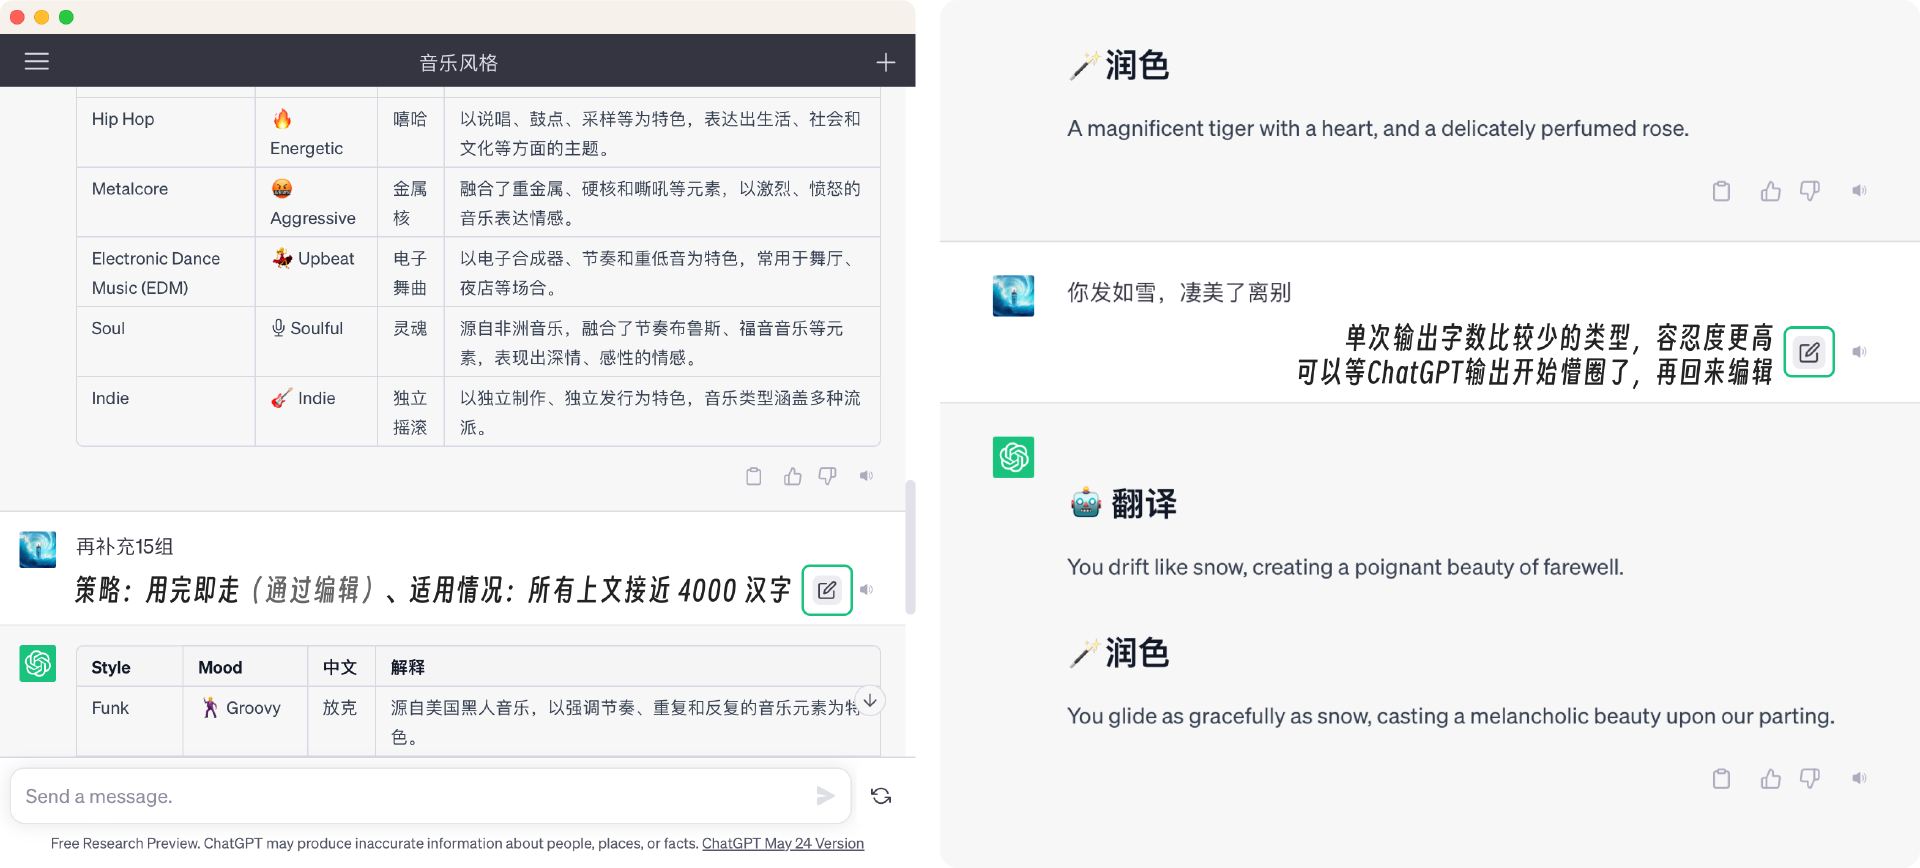 音乐风格
Hip Hop
Energetic
嘻哈
以说唱、鼓点、采样等为特色，表达出生活、社会和
文化等方面的主题。
Metalcore
Aggressive
金属
核
融合了重金属、硬核和嘶吼等元素，以激烈、愤怒的
音乐表达情感。
Electronic Dance
Music (EDM)
Upbeat
电子
舞曲
以电子合成器、节奏和重低音为特色，常用于舞厅、
夜店等场合。
Soul
Soulful
灵魂
源自非洲音乐，融合了节奏布鲁斯、福音音乐等元
素，表现出深情、感性的情感。
Indie
Indie
独立
摇滚
以独立制作、独立发行为特色，音乐类型涵盖多种流
派。
再补充15组
策略：用完即走（通过编辑）、适用情况：所有上文接近 4000 汉字
Style
Mood
中文
解释
Funk
Groovy
放克
源自美国黑人音乐，以强调节奏、重复和反复的音乐元素为特
色。
Send a message.
Free Research Preview. ChatGPT may produce inaccurate information about people, places, or facts. ChatGPT May 24 Version
润色
A magnificent tiger with a heart, and a delicately perfumed rose.
你发如雪，凄美了离别
单次输出字数比较少的类型，容忍度更高
可以等ChatGPT输出开始懵圈了，再回来编辑
翻译
You drift like snow, creating a poignant beauty of farewell.
润色
You glide as gracefully as snow, casting a melancholic beauty upon our parting.